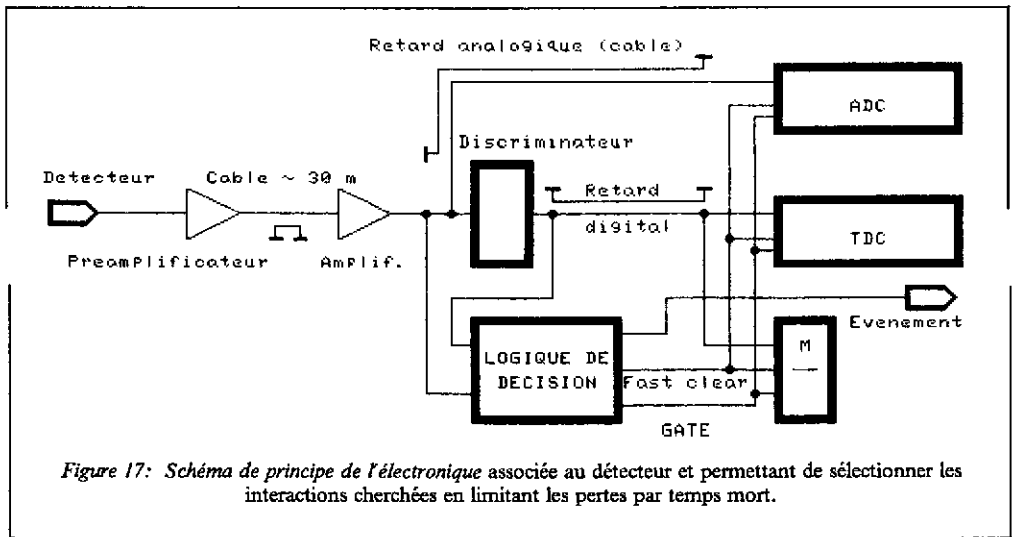 Retard analogique (cable)
ADC
Discriminateur
Detecteur
Cable ~ 30 m
Retard
digital
TDC
Preamplificateur
Amplif.
Evenement
LOGIQUE DE
DECISION
M
Fast clear
GATE
Figure 17: Schéma de principe de l'électronique associée au détecteur et permettant de sélectionner les
interactions cherchées en limitant les pertes par temps mort.